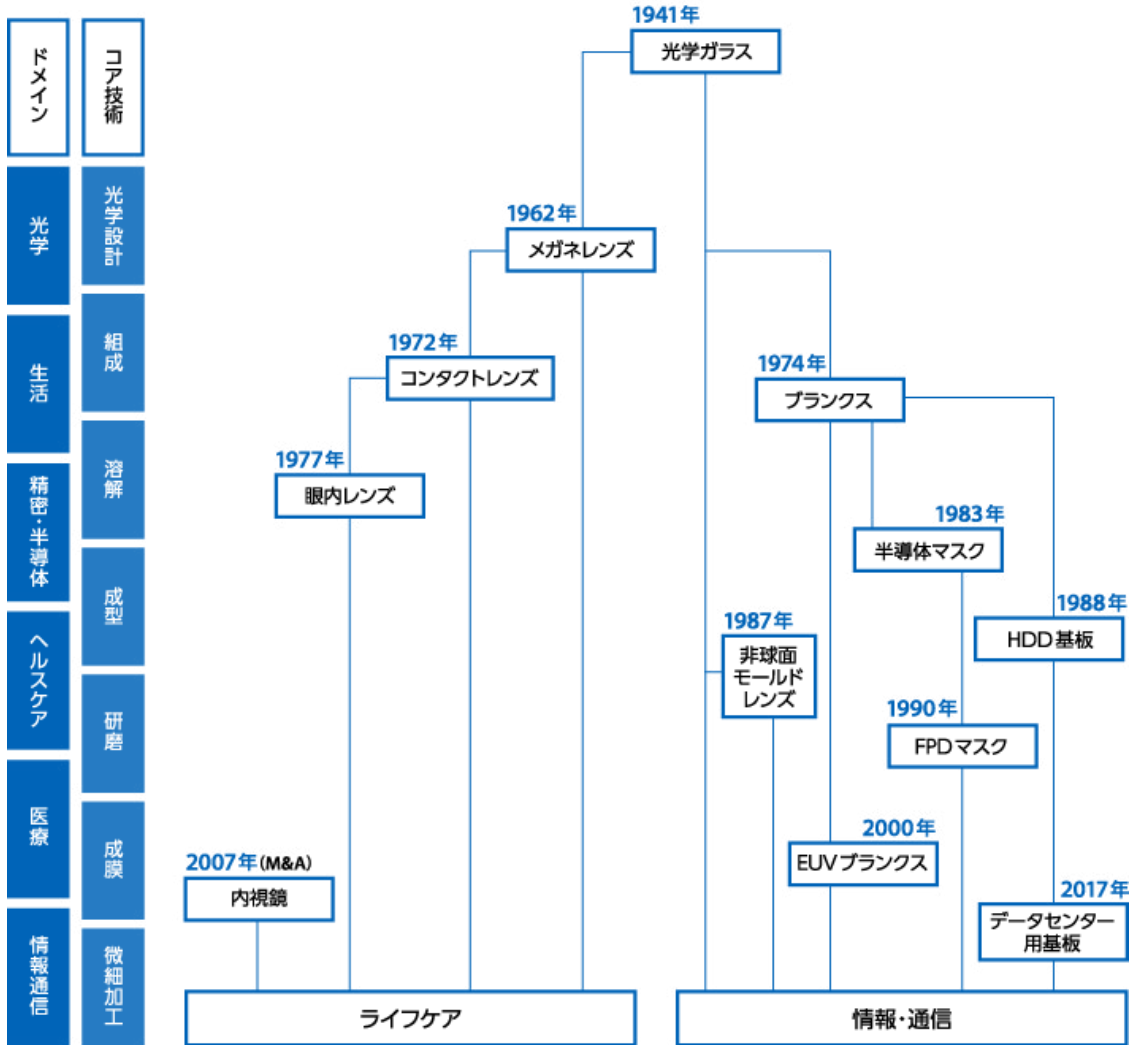 ドメイン
コア技術
光学
生活
精密・半導体
ヘルスケア
医療
情報通信
光学設計
組成
溶解
成型
研磨
成膜
微細加工
1941年
光学ガラス
1962年
メガネレンズ
1972年
コンタクトレンズ
1974年
ブランクス
1977年
眼内レンズ
1983年
半導体マスク
1987年
非球面
モールド
レンズ
1988年
HDD基板
1990年
FPDマスク
2000年
EUVブランクス
2007年(M&A)
内視鏡
2017年
データセンター
用基板
ライフケア
情報・通信